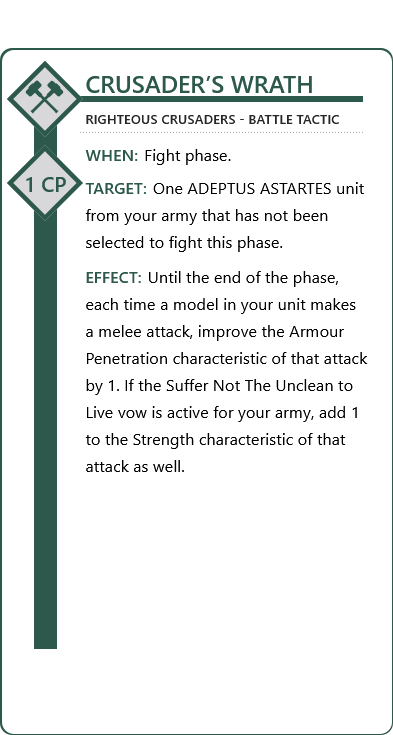 CRUSADER’S WRATH
RIGHTEOUS CRUSADERS - BATTLE TACTIC
WHEN: Fight phase.
1 CP
TARGET: One ADEPTUS ASTARTES unit
from your army that has not been
selected to fight this phase.
EFFECT: Until the end of the phase,
each time a model in your unit makes
a melee attack, improve the Armour
Penetration characteristic of that attack
by 1. If the Suffer Not The Unclean to
Live vow is active for your army, add 1
to the Strength characteristic of that
attack as well.